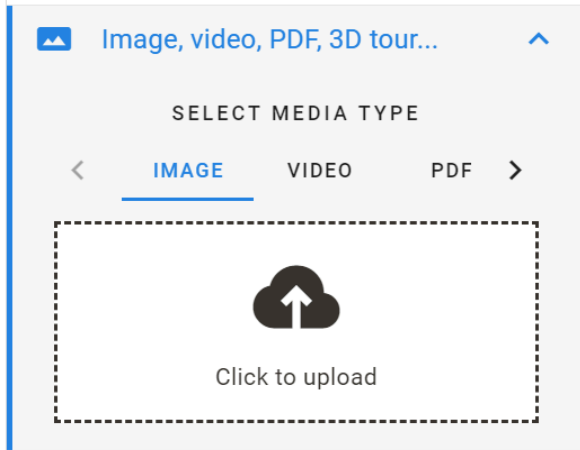 Image, video, PDF, 3D tour...
SELECT MEDIA TYPE
IMAGE VIDEO PDF
Click to upload